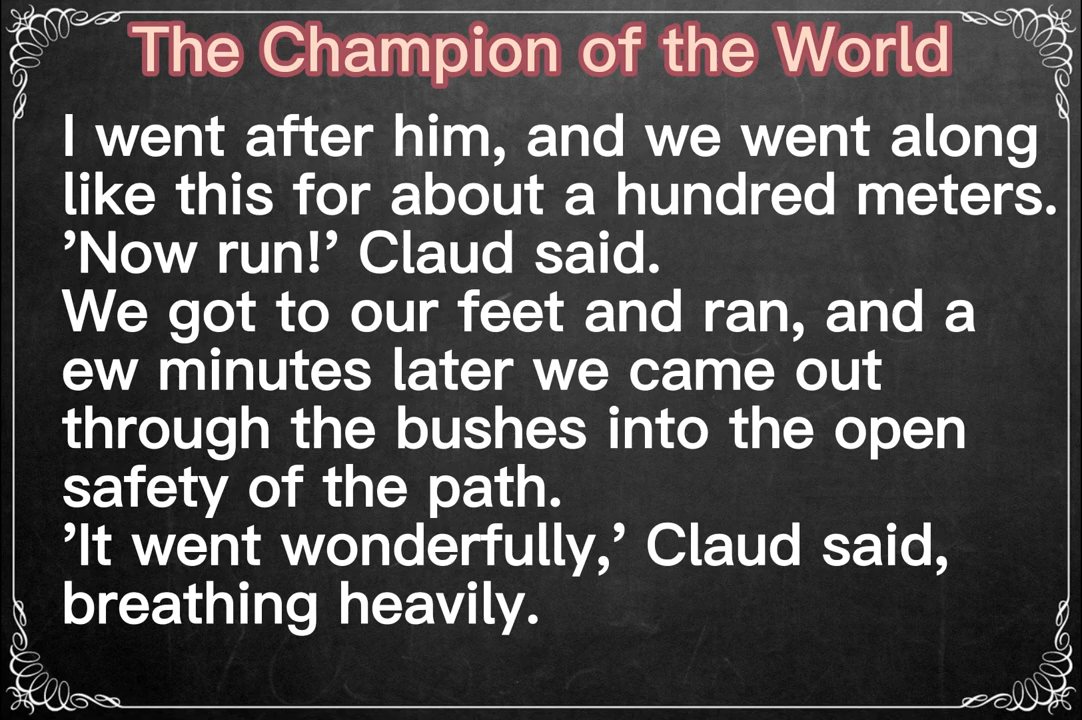 The Champion of the World
I went after him, and we went along
like this for about a hundred meters.
’Now run!’ Claud said.
We got to our feet and ran, and a
ew minutes later we came out
through the bushes into the open
safety of the path.
’It went wonderfully,’ Claud said,
breathing heavily.